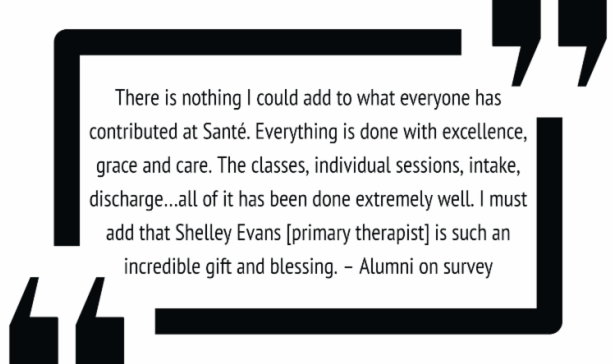 There is nothing I could add to what everyone has
contributed at Santé. Everything is done with excellence,
grace and care. The classes, individual sessions, intake,
discharge...all of it has been done extremely well. I must
add that Shelley Evans [primary therapist] is such an
incredible gift and blessing. – Alumni on survey